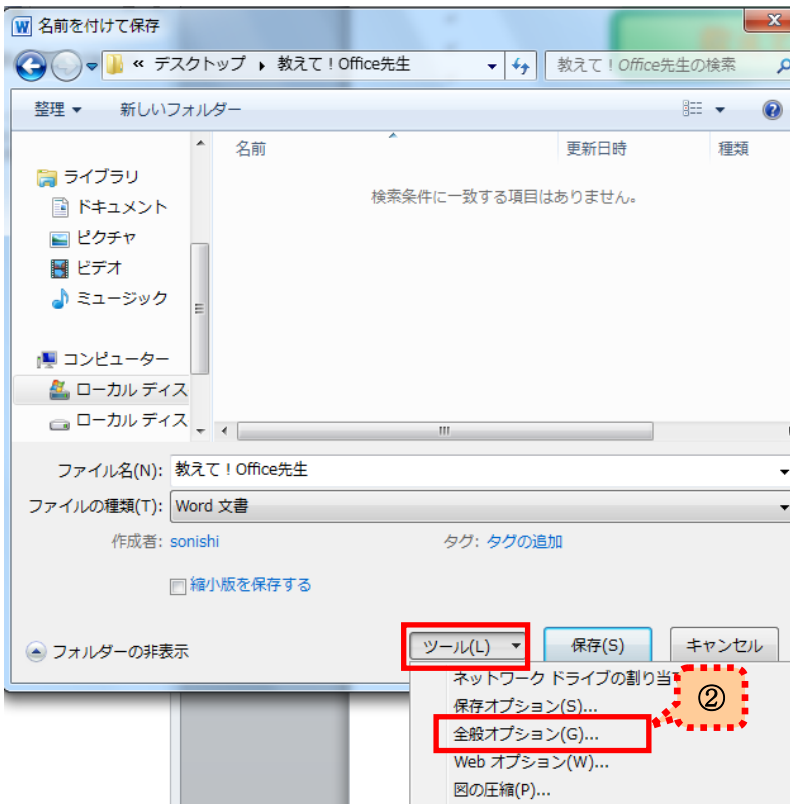 名前を付けて保存
« デスクトップ ▸ 教えて！Office先生
教えて！Office先生の検索
整理 ▼ 新しいフォルダー
名前 更新日時 種類
検索条件に一致する項目はありません。
ライブラリ
ドキュメント
ピクチャ
ビデオ
ミュージック
コンピューター
ローカル ディス
ローカル ディス
ファイル名(N): 教えて！Office先生
ファイルの種類(T): Word 文書
作成者: sonishi タグ: タグの追加
縮小版を保存する
フォルダーの非表示 ツール(L) ▼ 保存(S) キャンセル
ネットワーク ドライブの割り当
保存オプション(S)...
②
全般オプション(G)...
Web オプション(W)...
図の圧縮(P)...